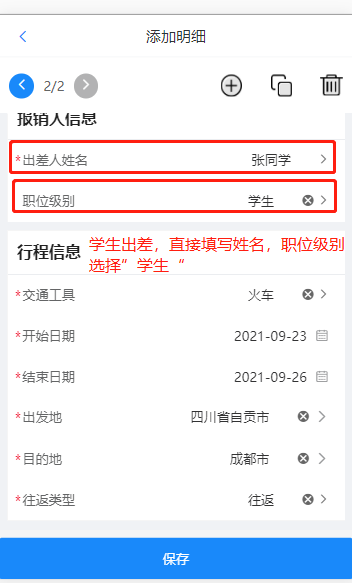 添加明细
2/2
报销人信息
*出差人姓名 张同学
职位级别 学生
行程信息 学生出差，直接填写姓名，职位级别
选择”学生“
*交通工具 火车
*开始日期 2021-09-23
*结束日期 2021-09-26
*出发地 四川省自贡市
*目的地 成都市
*往返类型 往返
保存